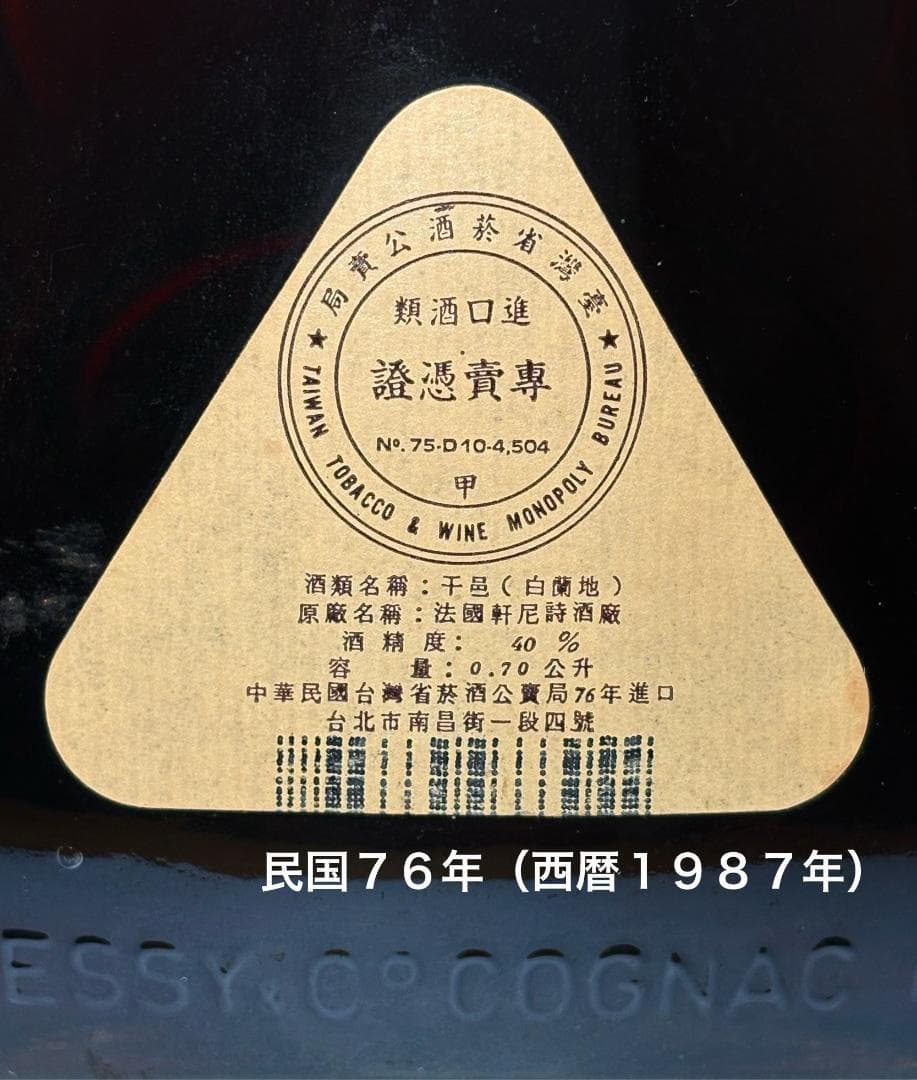 臺灣省菸酒公賣局
進口酒類
專賣憑證
No. 75-D10-4,504
甲
TAIWAN TOBACCO & WINE MONOPOLY BUREAU
酒類名稱：干邑（白蘭地）
原廠名稱：法國軒尼詩酒廠
酒精度： 40 %
容 量：0.70 公升
中華民國台灣省菸酒公賣局76年進口
台北市南昌街一段四號
民国７６年（西暦１９８７年）
ESSY & Cº COGNAC